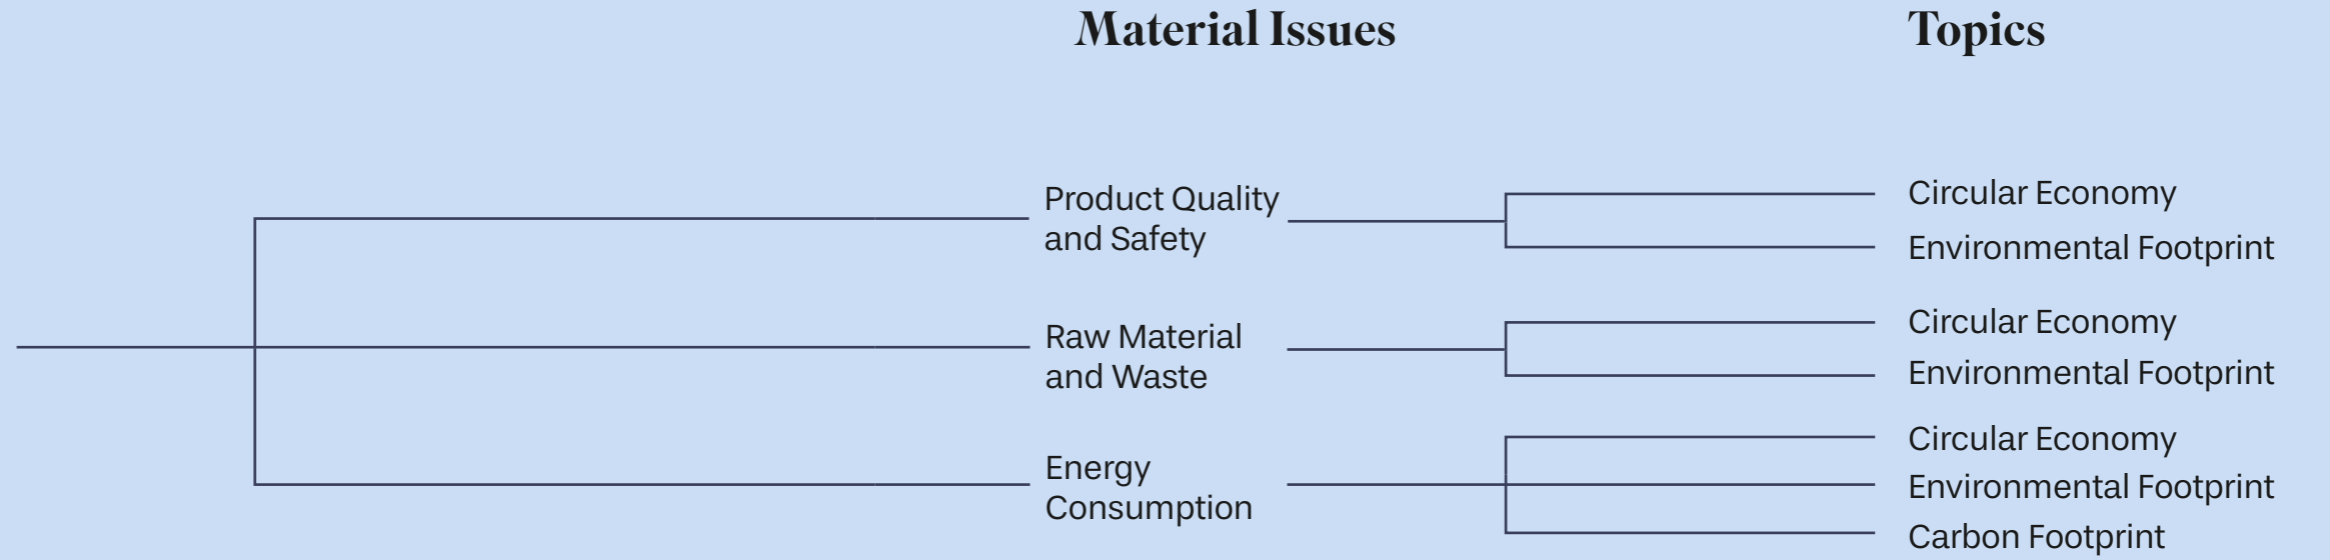 Material Issues
Topics
Product Quality
and Safety
Circular Economy
Environmental Footprint
Raw Material
and Waste
Circular Economy
Environmental Footprint
Energy
Consumption
Circular Economy
Environmental Footprint
Carbon Footprint